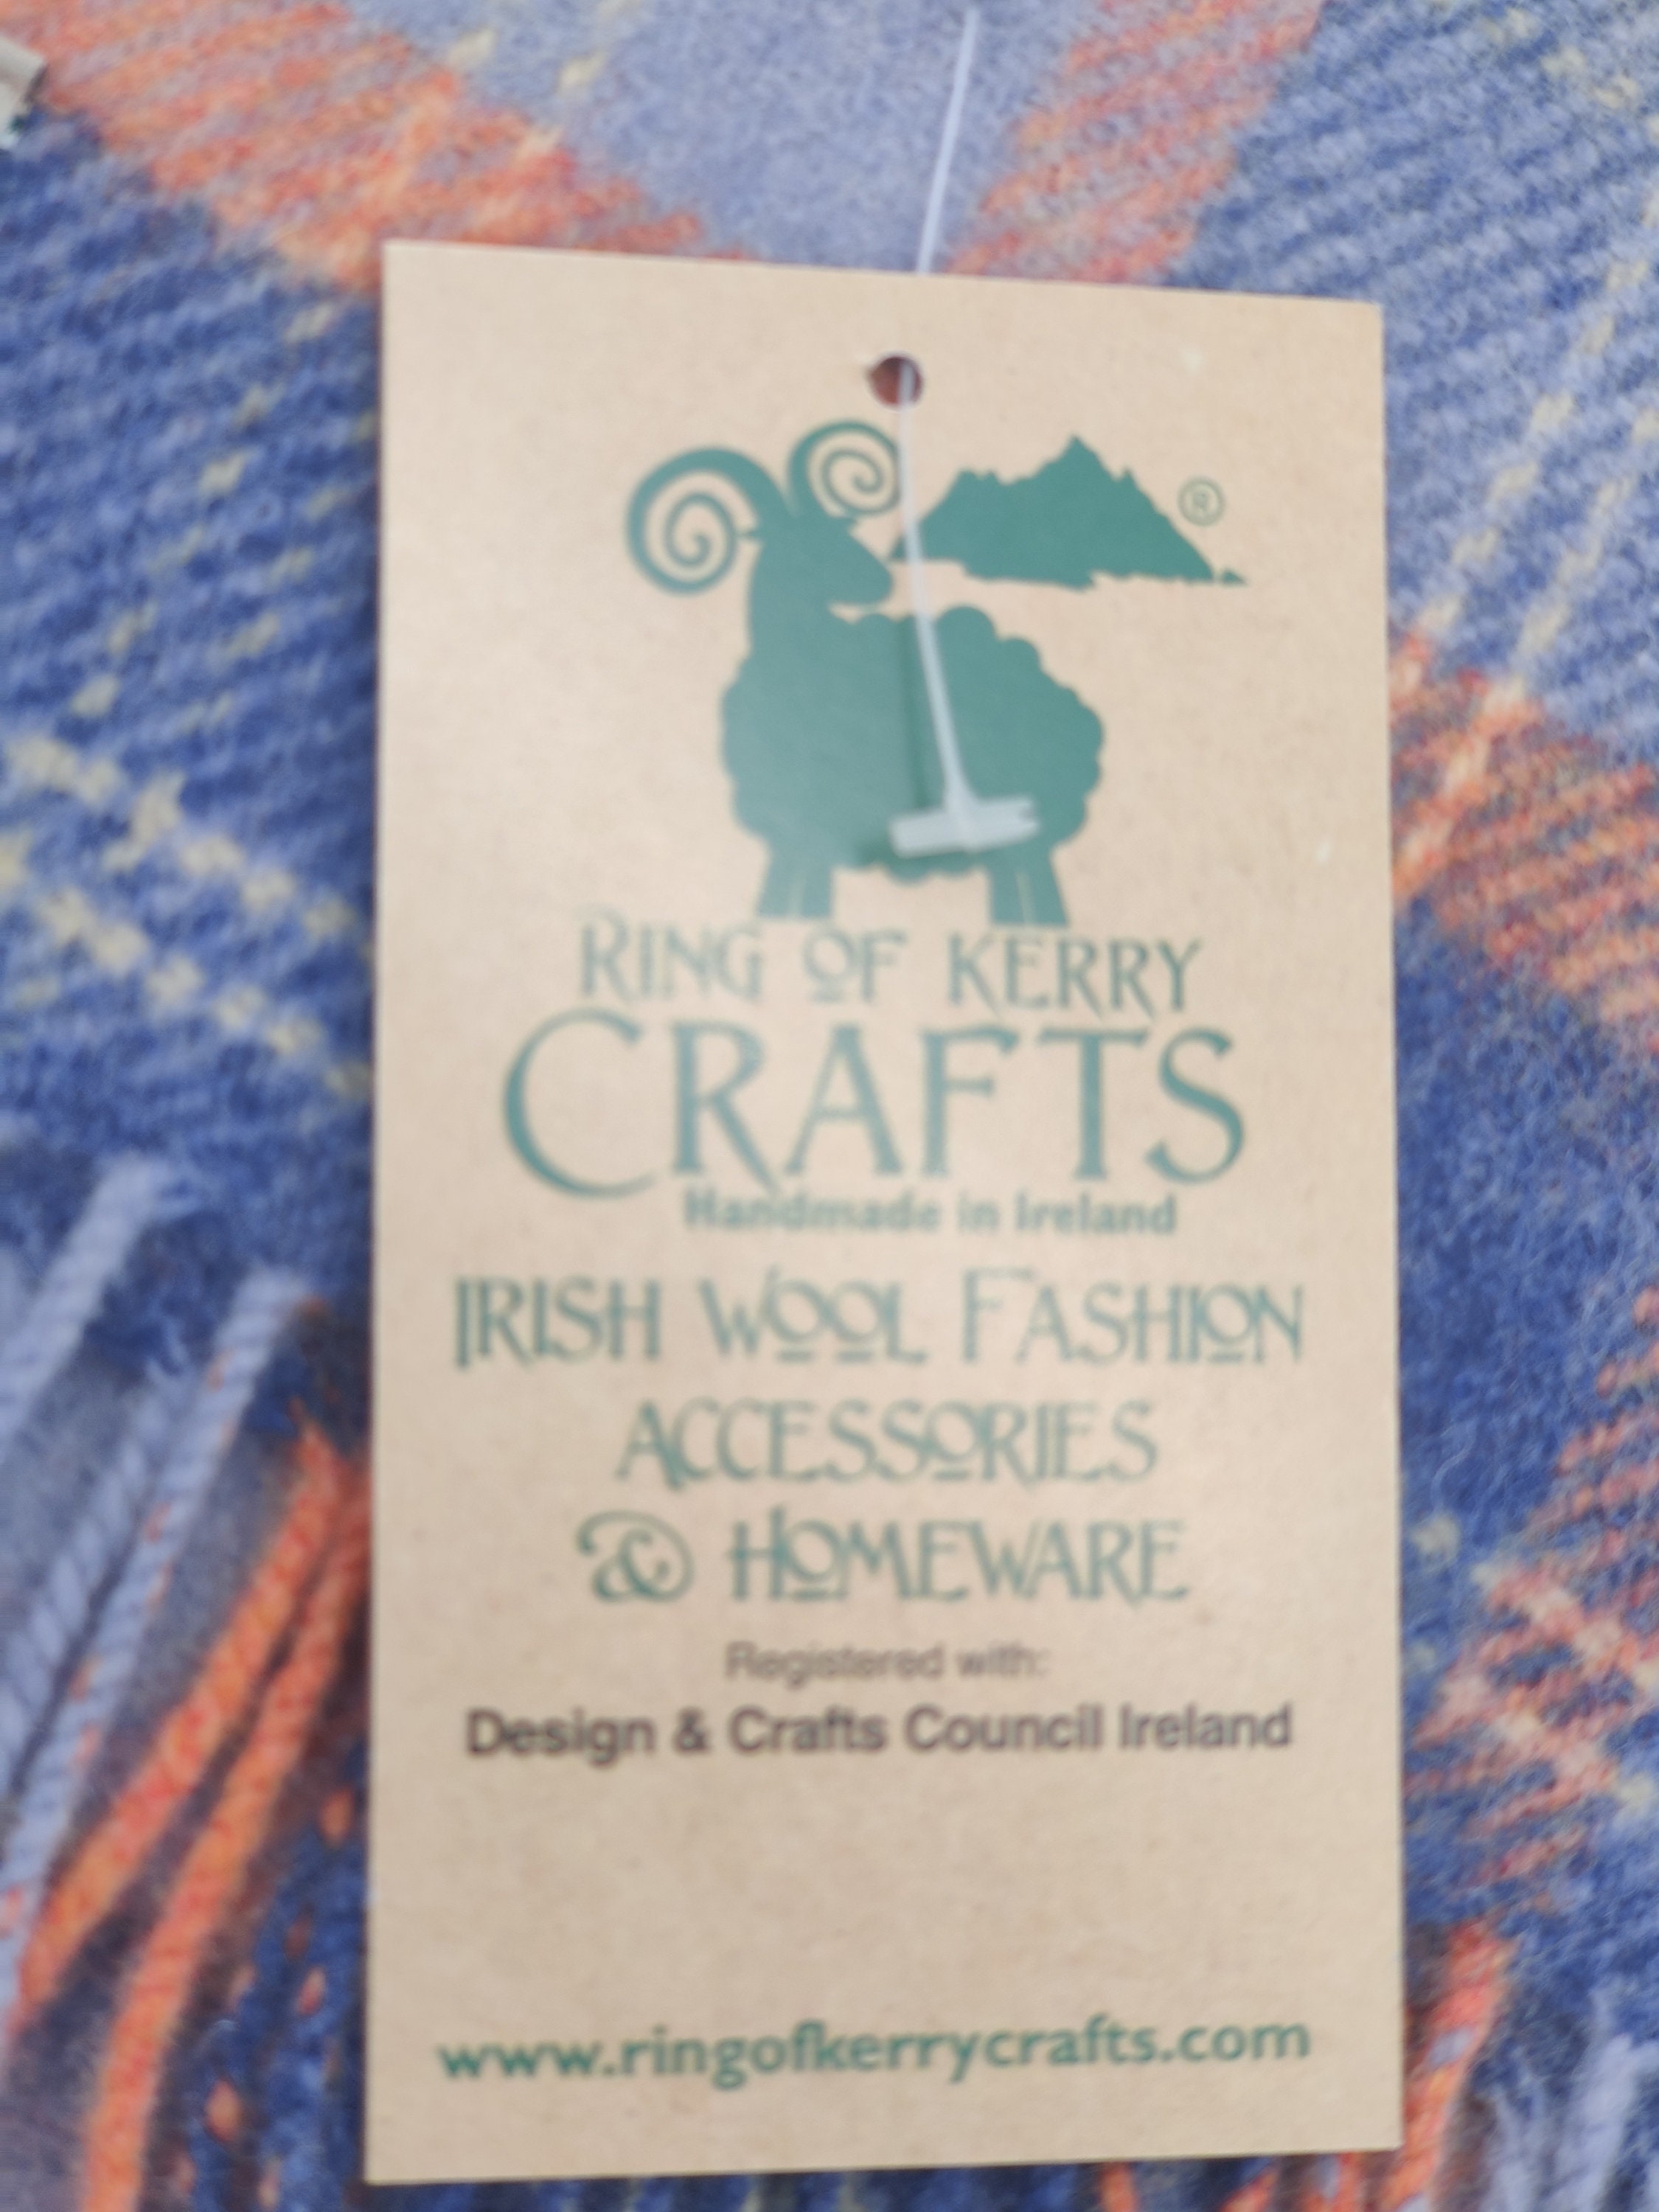 ®
RING OF KERRY
CRAFTS
Handmade in Ireland
IRISH WOOL FASHION
ACCESSORIES
& HOMEWARE
Registered with:
Design & Crafts Council Ireland
www.ringofkerrycrafts.com